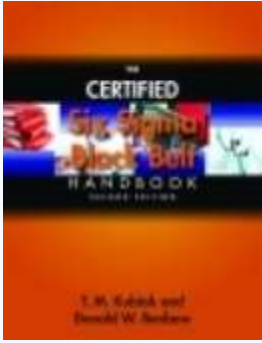 THE
CERTIFIED
Six Sigma
Black Belt
HANDBOOK
SECOND EDITION
T. M. Kubiak and
Donald W. Benbow